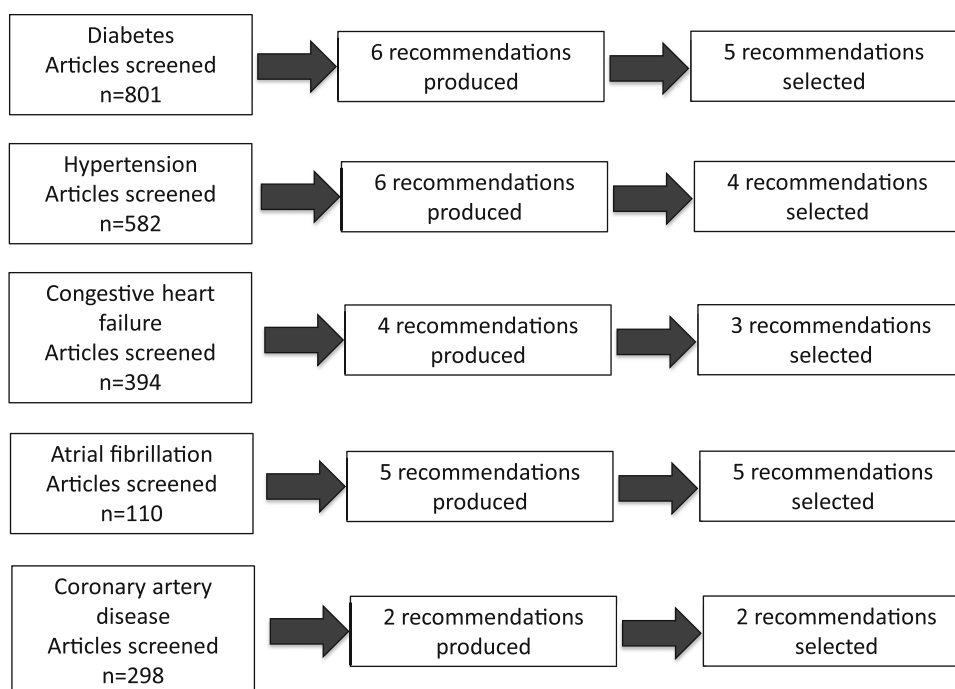 Diabetes
Articles screened
n=801
6 recommendations
produced
5 recommendations
selected
Hypertension
Articles screened
n=582
6 recommendations
produced
4 recommendations
selected
Congestive heart
failure
Articles screened
n=394
4 recommendations
produced
3 recommendations
selected
Atrial fibrillation
Articles screened
n=110
5 recommendations
produced
5 recommendations
selected
Coronary artery
disease
Articles screened
n=298
2 recommendations
produced
2 recommendations
selected